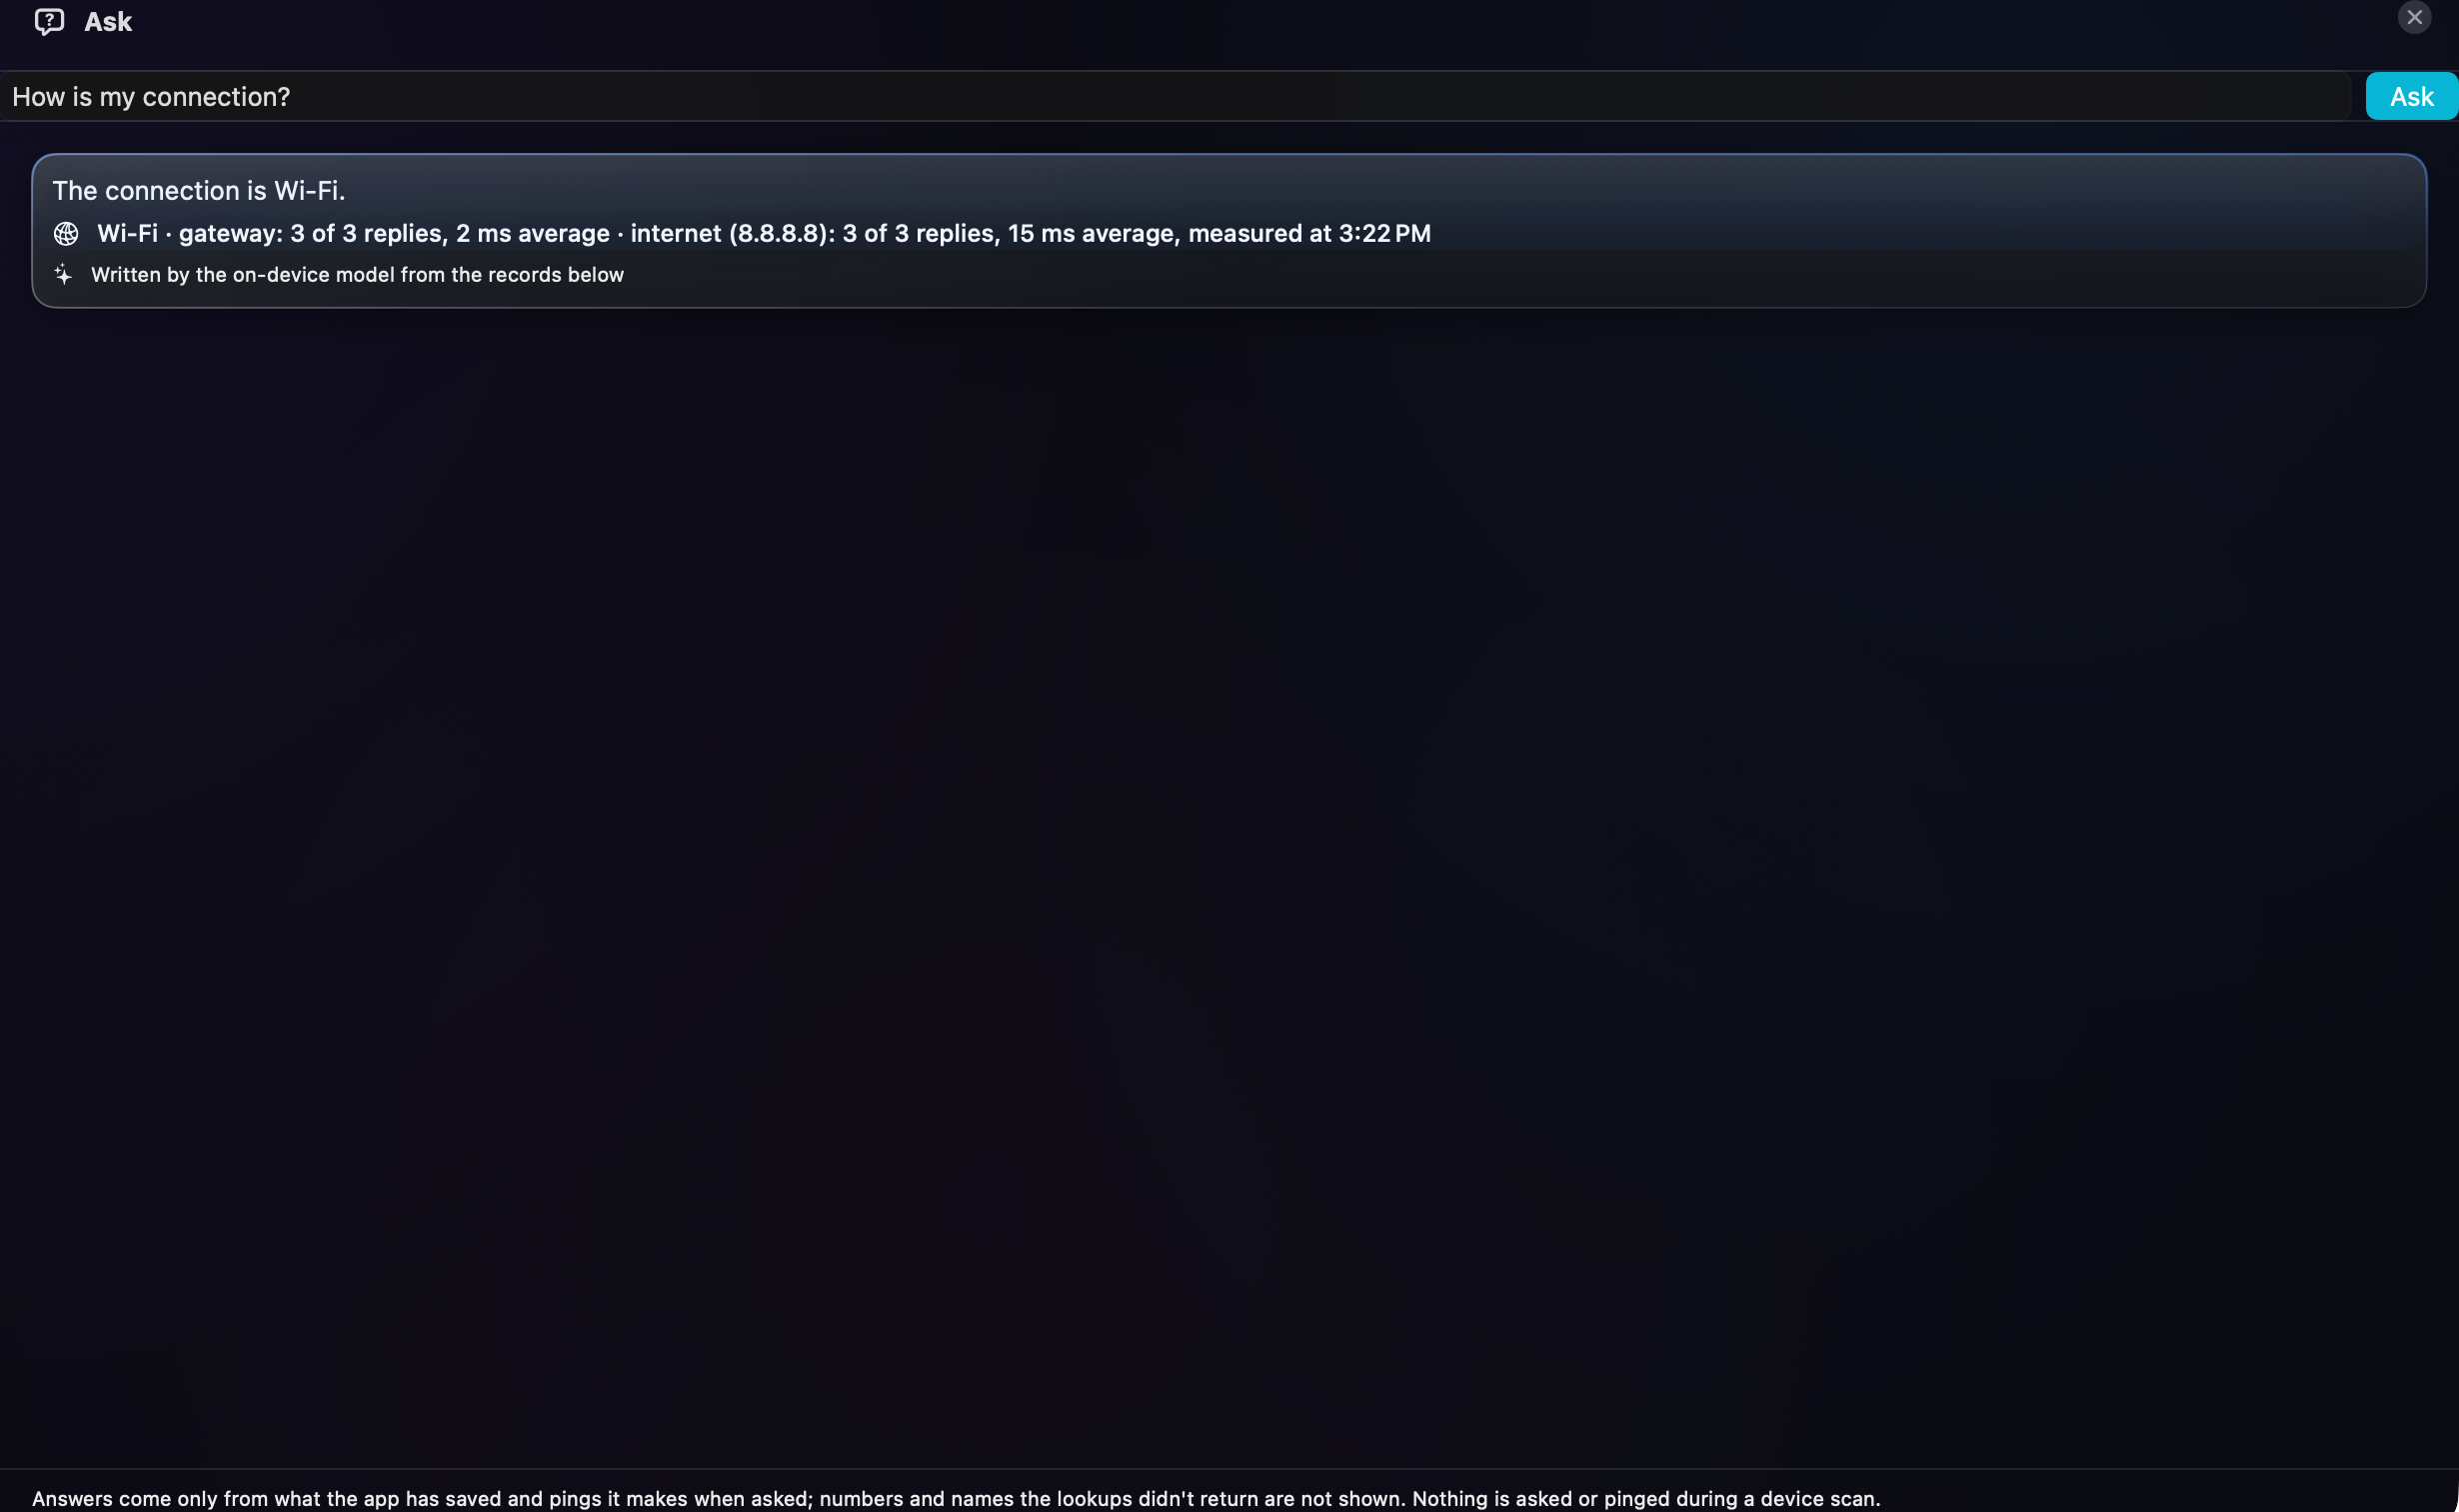 Ask
How is my connection?
Ask
The connection is Wi-Fi.
Wi-Fi · gateway: 3 of 3 replies, 2 ms average · internet (8.8.8.8): 3 of 3 replies, 15 ms average, measured at 3:22 PM
Written by the on-device model from the records below
Answers come only from what the app has saved and pings it makes when asked; numbers and names the lookups didn't return are not shown. Nothing is asked or pinged during a device scan.